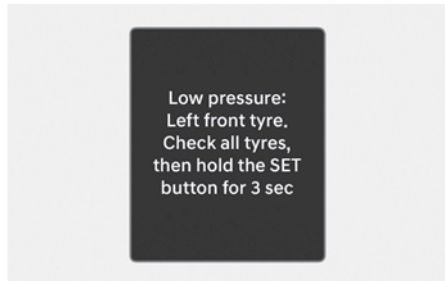 Low pressure:
Left front tyre.
Check all tyres,
then hold the SET
button for 3 sec